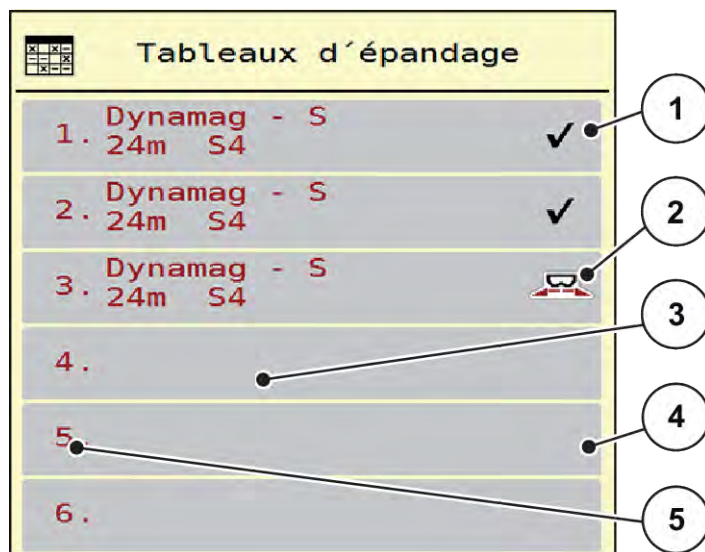 Tableaux d´épandage
1. Dynamag - S
24m S4
1
2. Dynamag - S
24m S4
2
3. Dynamag - S
24m S4
3
4.
4
5.
5
6.